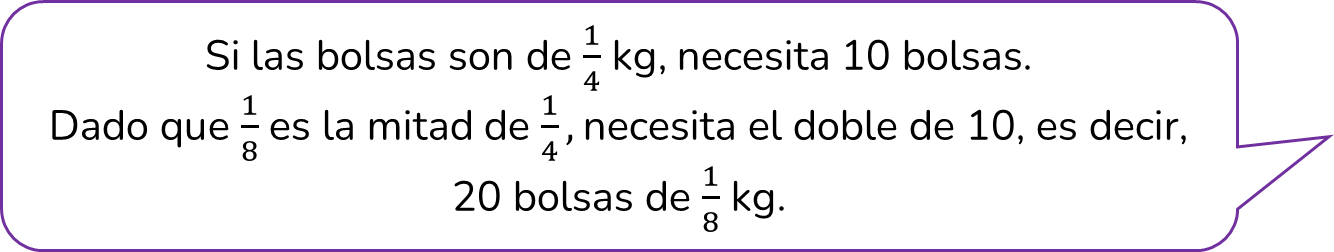 Si las bolsas son de 1/4 kg, necesita 10 bolsas.
Dado que 1/8 es la mitad de 1/4, necesita el doble de 10, es decir,
20 bolsas de 1/8 kg.